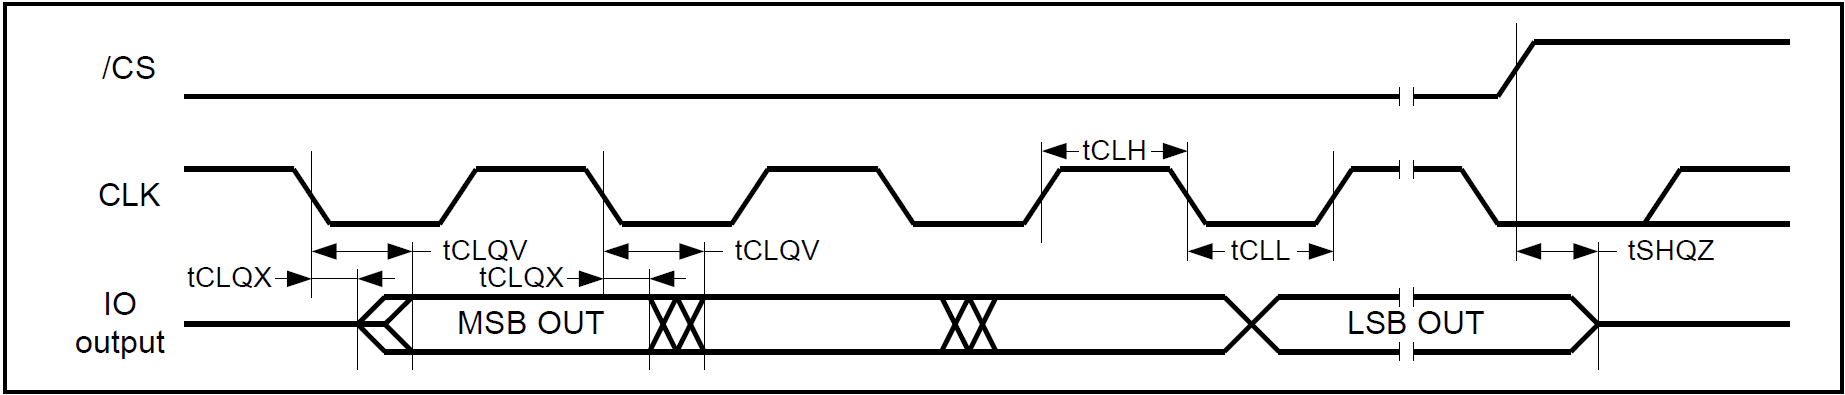 /CS
CLK
tCLH
tCLQV
tCLQV
tCLL
tSHQZ
tCLQX
tCLQX
IO
output
MSB OUT
LSB OUT